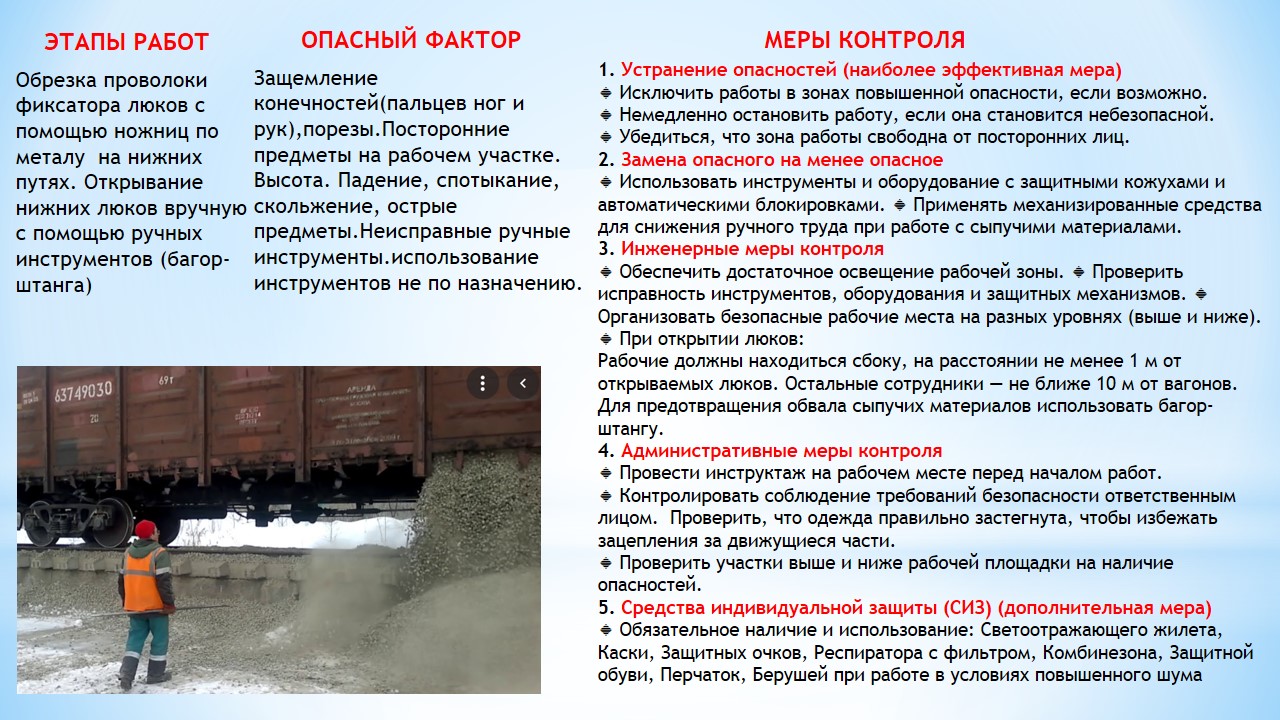 ЭТАПЫ РАБОТ
Обрезка проволоки
фиксатора люков с
помощью ножниц по
металу на нижних
путях. Открывание
нижних люков вручную
с помощью ручных
инструментов (багор-
штанга)
ОПАСНЫЙ ФАКТОР
Защемление
конечностей(пальцев ног и
рук),порезы.Посторонние
предметы на рабочем участке.
Высота. Падение, спотыкание,
скольжение, острые
предметы.Неисправные ручные
инструменты.использование
инструментов не по назначению.
МЕРЫ КОНТРОЛЯ
1. Устранение опасностей (наиболее эффективная мера)
Исключить работы в зонах повышенной опасности, если возможно.
Немедленно остановить работу, если она становится небезопасной.
Убедиться, что зона работы свободна от посторонних лиц.
2. Замена опасного на менее опасное
Использовать инструменты и оборудование с защитными кожухами и
автоматическими блокировками. Применять механизированные средства
для снижения ручного труда при работе с сыпучими материалами.
3. Инженерные меры контроля
Обеспечить достаточное освещение рабочей зоны. Проверить
исправность инструментов, оборудования и защитных механизмов.
Организовать безопасные рабочие места на разных уровнях (выше и ниже).
При открытии люков:
Рабочие должны находиться сбоку, на расстоянии не менее 1 м от
открываемых люков. Остальные сотрудники — не ближе 10 м от вагонов.
Для предотвращения обвала сыпучих материалов использовать багор-
штангу.
4. Административные меры контроля
Провести инструктаж на рабочем месте перед началом работ.
Контролировать соблюдение требований безопасности ответственным
лицом. Проверить, что одежда правильно застегнута, чтобы избежать
зацепления за движущиеся части.
Проверить участки выше и ниже рабочей площадки на наличие
опасностей.
5. Средства индивидуальной защиты (СИЗ) (дополнительная мера)
Обязательное наличие и использование: Светоотражающего жилета,
Каски, Защитных очков, Респиратора с фильтром, Комбинезона, Защитной
обуви, Перчаток, Берушей при работе в условиях повышенного шума
63749030
69т
АРЕНДА